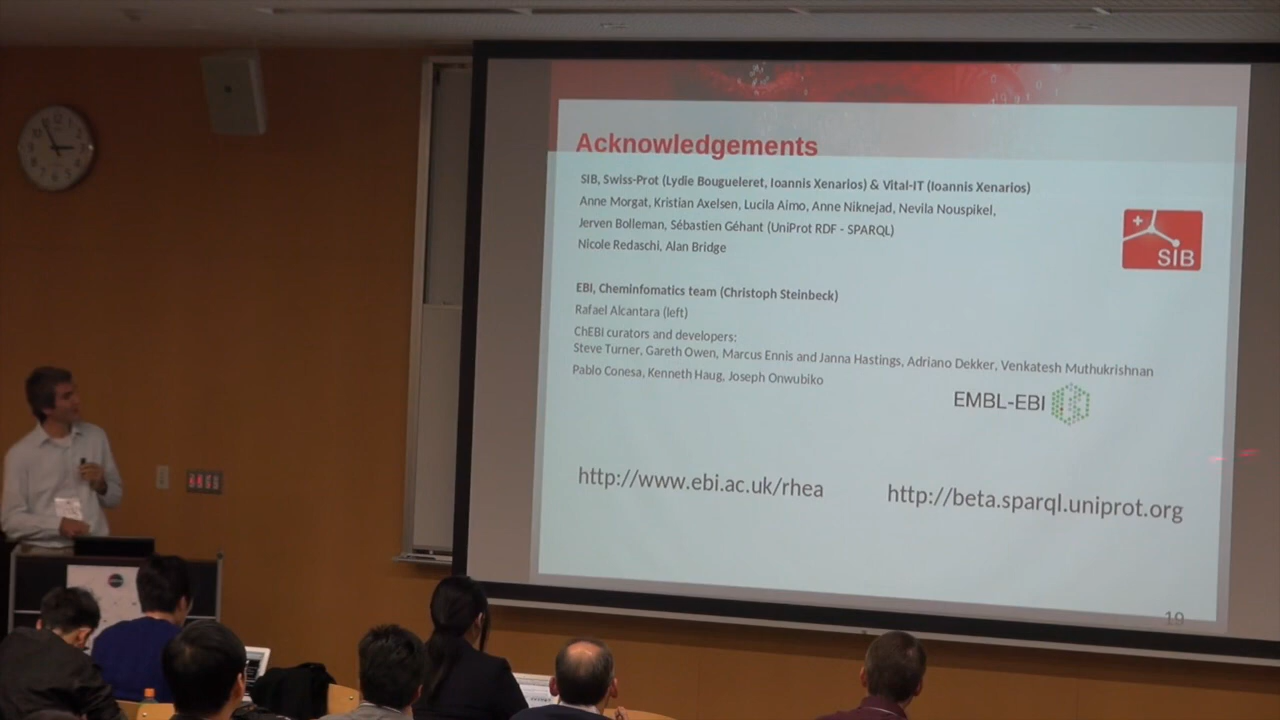 Acknowledgements
SIB, Swiss-Prot (Lydie Bougueleret, Ioannis Xenarios) & Vital-IT (Ioannis Xenarios)
Anne Morgat, Kristian Axelsen, Lucila Aimo, Anne Niknejad, Nevila Nouspikel,
Jerven Bolleman, Sébastien Géhant (UniProt RDF - SPARQL)
Nicole Redaschi, Alan Bridge
SIB
EBI, Cheminfomatics team (Christoph Steinbeck)
Rafael Alcantara (left)
ChEBI curators and developers:
Steve Turner, Gareth Owen, Marcus Ennis and Janna Hastings, Adriano Dekker, Venkatesh Muthukrishnan
Pablo Conesa, Kenneth Haug, Joseph Onwubiko
EMBL-EBI
http://www.ebi.ac.uk/rhea
http://beta.sparql.uniprot.org
19